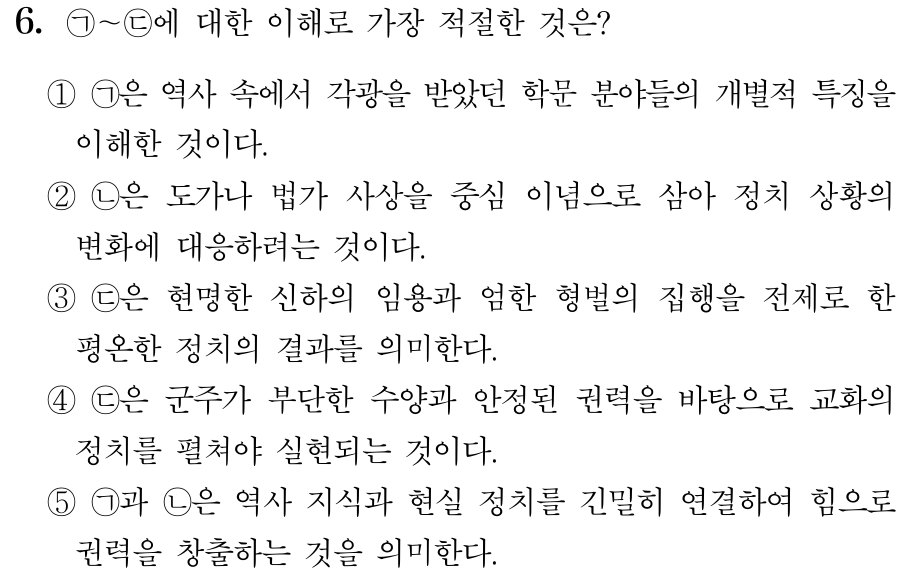 6. ㉠~㉢에 대한 이해로 가장 적절한 것은?
① ㉠은 역사 속에서 각광을 받았던 학문 분야들의 개별적 특징을
이해한 것이다.
② ㉡은 도가나 법가 사상을 중심 이념으로 삼아 정치 상황의
변화에 대응하려는 것이다.
③ ㉢은 현명한 신하의 임용과 엄한 형벌의 집행을 전제로 한
평온한 정치의 결과를 의미한다.
④ ㉢은 군주가 부단한 수양과 안정된 권력을 바탕으로 교화의
정치를 펼쳐야 실현되는 것이다.
⑤ ㉠과 ㉡은 역사 지식과 현실 정치를 긴밀히 연결하여 힘으로
권력을 창출하는 것을 의미한다.